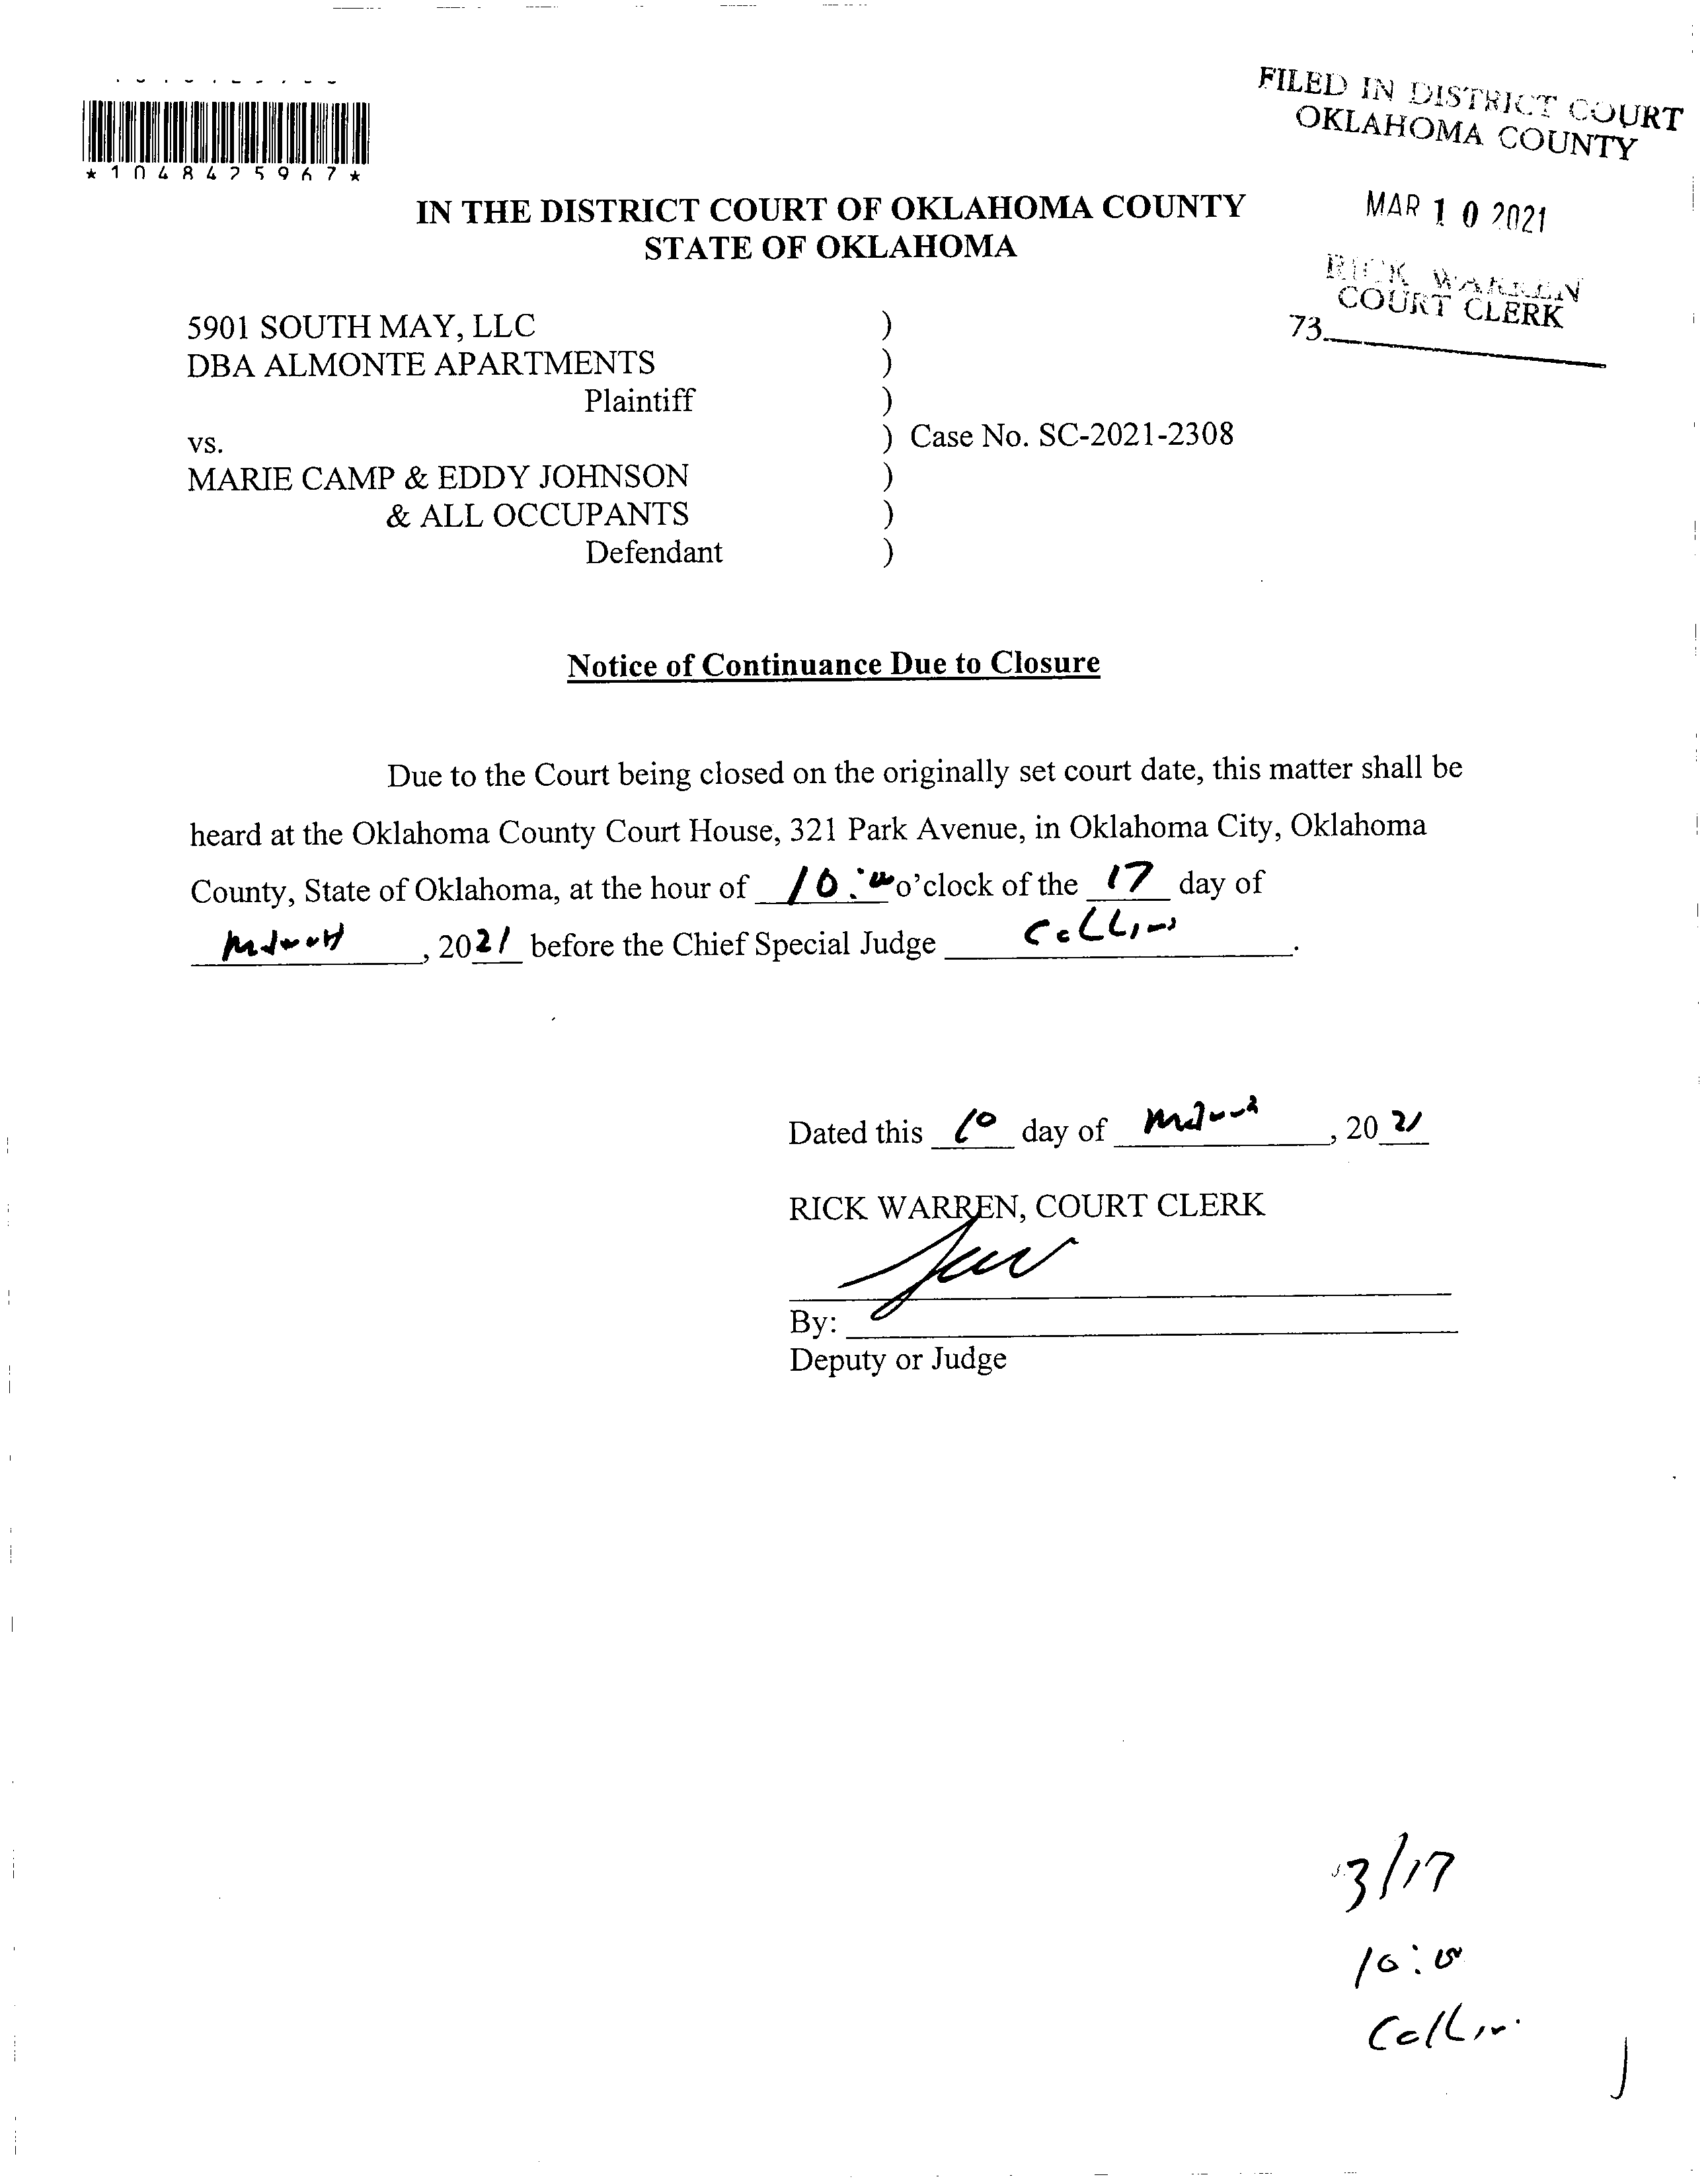 FILED IN DISTRICT COURT
OKLAHOMA COUNTY
*1048425967*
MAR 10 2021
RICK WARREN
COURT CLERK
73
IN THE DISTRICT COURT OF OKLAHOMA COUNTY
STATE OF OKLAHOMA
5901 SOUTH MAY, LLC )
DBA ALMONTE APARTMENTS )
Plaintiff )
vs. ) Case No. SC-2021-2308
MARIE CAMP & EDDY JOHNSON )
& ALL OCCUPANTS )
Defendant )
Notice of Continuance Due to Closure
Due to the Court being closed on the originally set court date, this matter shall be
heard at the Oklahoma County Court House, 321 Park Avenue, in Oklahoma City, Oklahoma
County, State of Oklahoma, at the hour of 10:00 o'clock of the 17 day of
March, 2021 before the Chief Special Judge Collins.
Dated this 10 day of March, 20 21
RICK WARREN, COURT CLERK
By:
Deputy or Judge
3/17
10:00
Collins